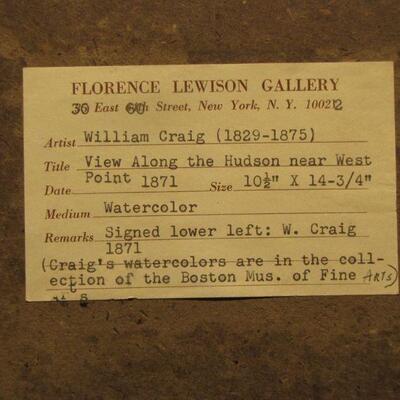 FLORENCE LEWISON GALLERY
30 East 60th Street, New York, N. Y. 10022
Artist William Craig (1829-1875)
Title View Along the Hudson near West
Point 1871
Date Size 10½" X 14-3/4"
Medium Watercolor
Remarks Signed lower left: W. Craig
1871
(Craig's watercolors are in the coll-
ection of the Boston Mus. of Fine ARTS)